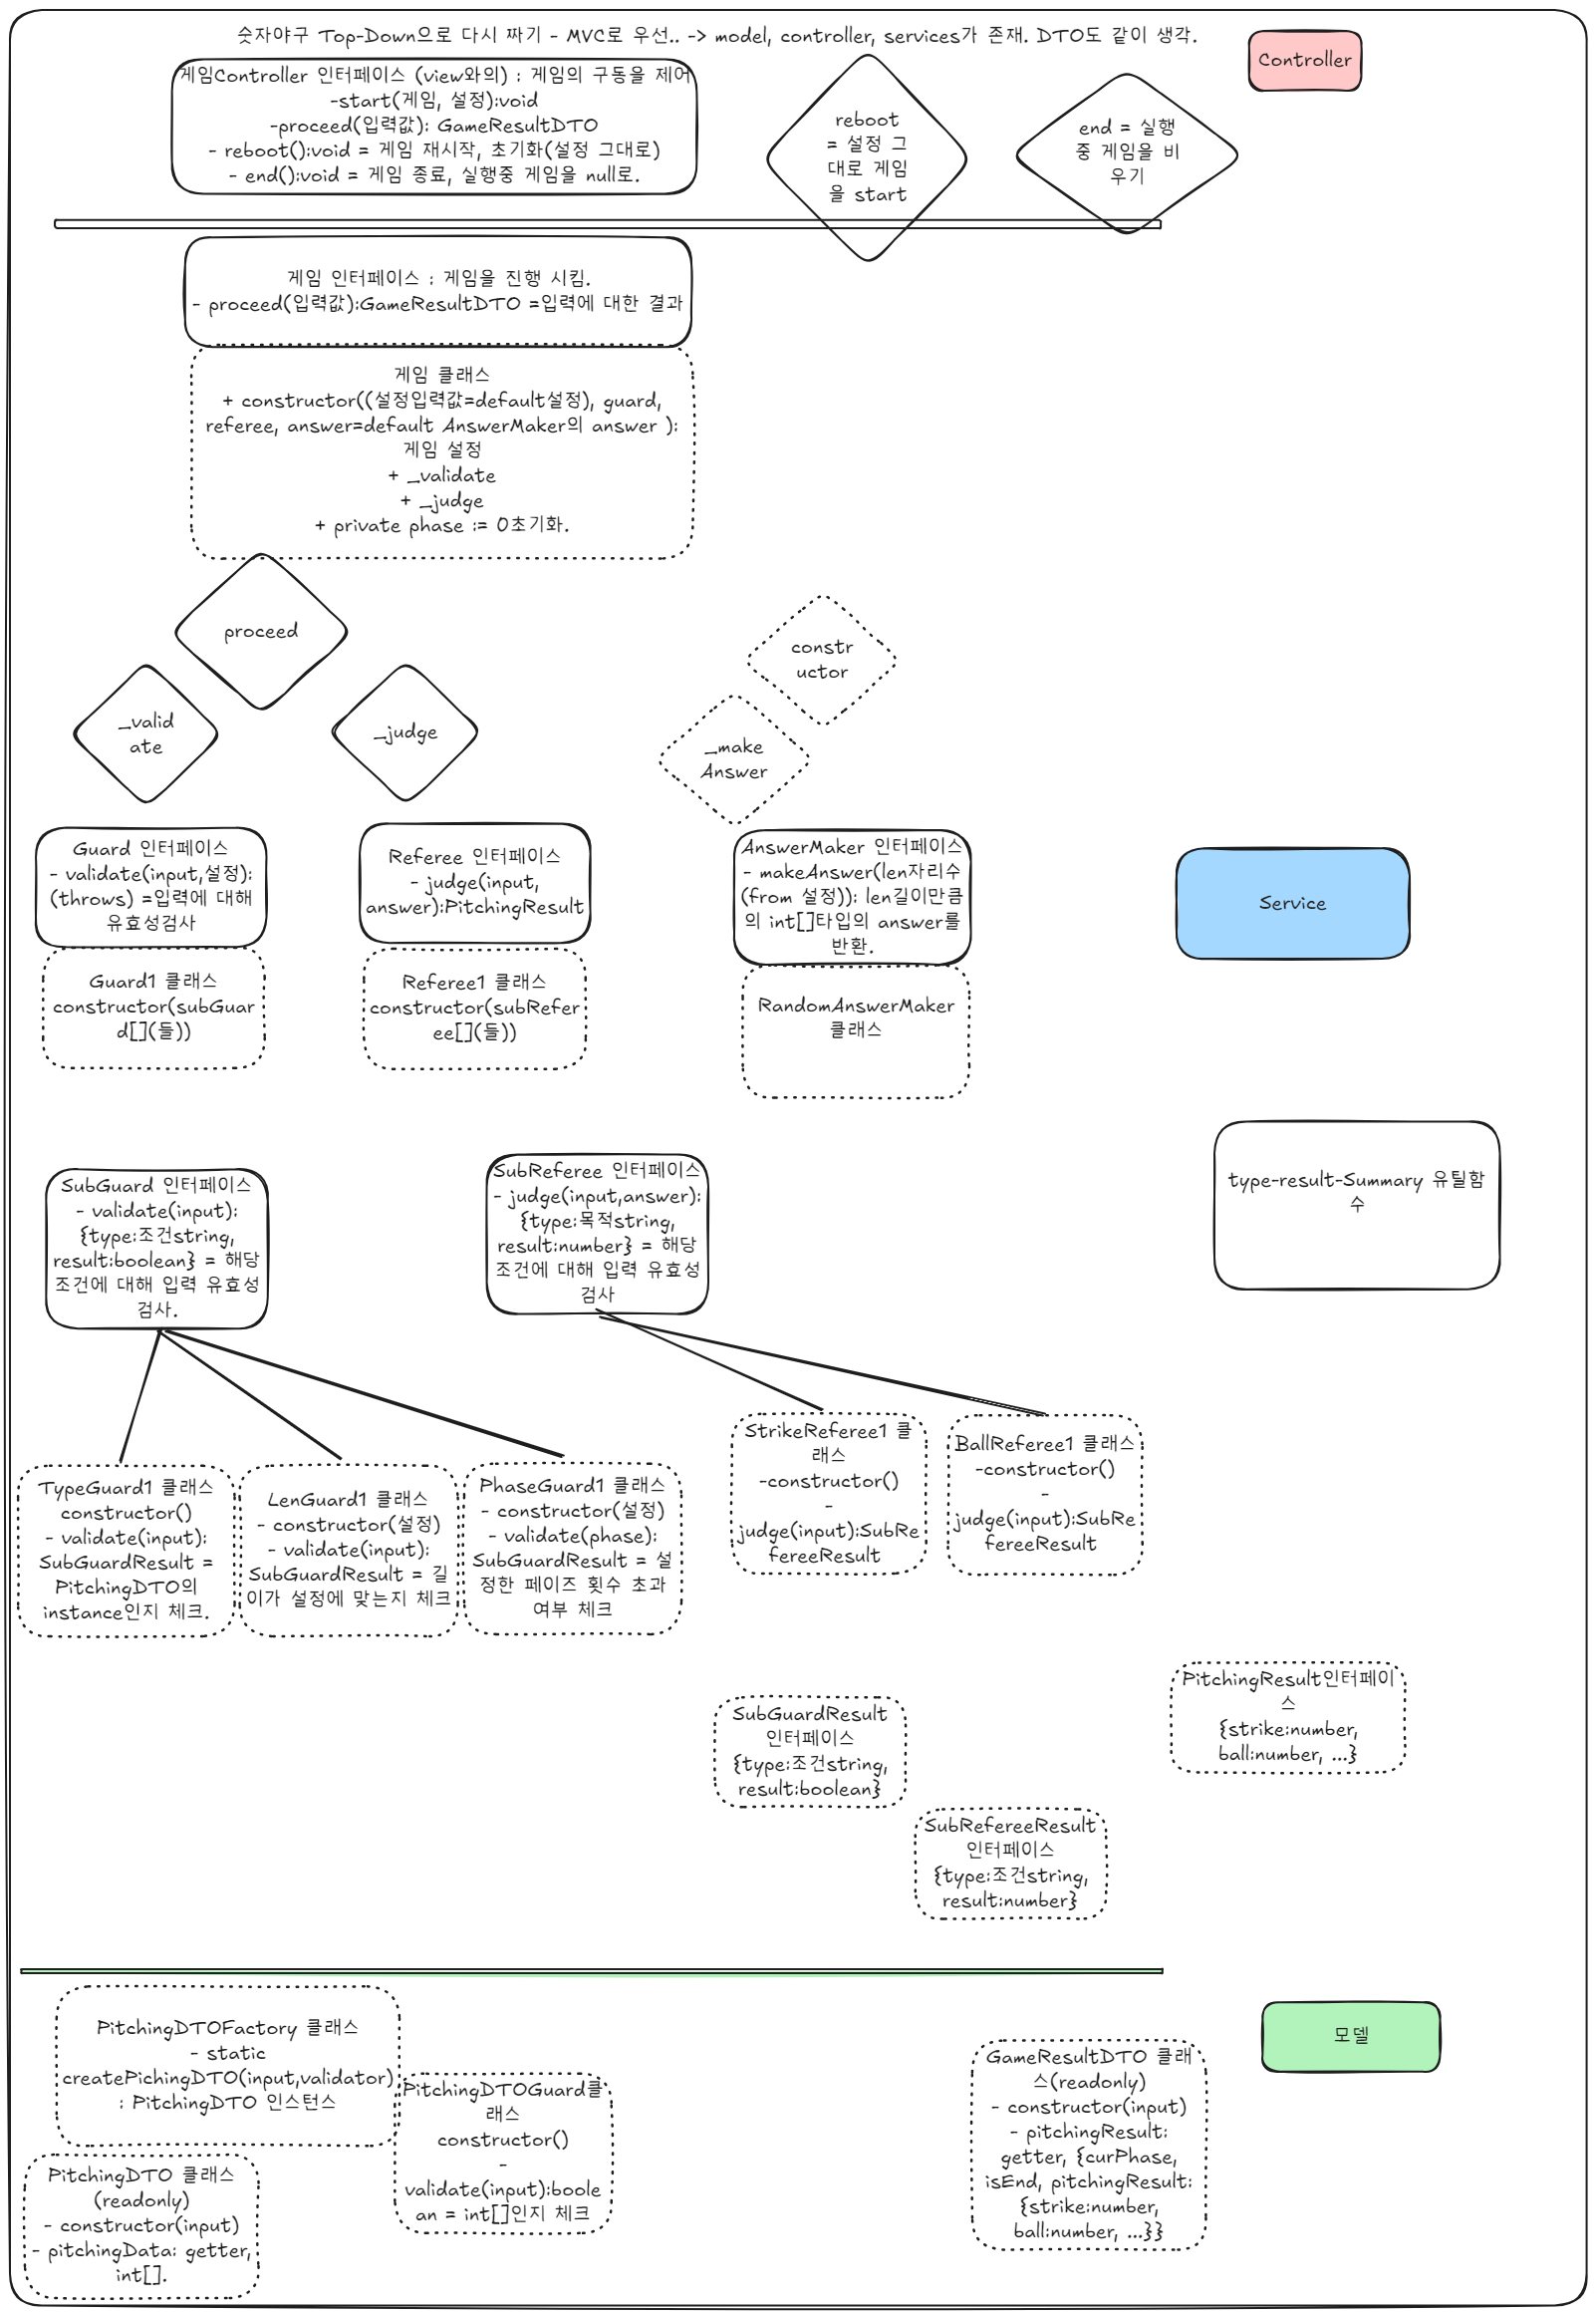 숫자야구 Top-Down으로 다시 짜기 - MVC로 우선.. -> model, controller, services가 존재. DTO도 같이 생각.
Controller
게임Controller 인터페이스 (view와의) : 게임의 구동을 제어
-start(게임, 설정):void
-proceed(입력값): GameResultDTO
- reboot():void = 게임 재시작, 초기화(설정 그대로)
- end():void = 게임 종료, 실행중 게임을 null로.
reboot
= 설정 그
대로 게임
을 start
end = 실행
중 게임을 비
우기
게임 인터페이스 : 게임을 진행 시킴.
- proceed(입력값):GameResultDTO =입력에 대한 결과
게임 클래스
+ constructor((설정입력값=default설정), guard,
referee, answer=default AnswerMaker의 answer ):
게임 설정
+ _validate
+ _judge
+ private phase := 0초기화.
proceed
constr
uctor
_valid
ate
_judge
_make
Answer
Guard 인터페이스
- validate(input,설정):
(throws) =입력에 대해
유효성검사
Referee 인터페이스
- judge(input,
answer):PitchingResult
AnswerMaker 인터페이스
- makeAnswer(len자리수
(from 설정)): len길이만큼
의 int[]타입의 answer를
반환.
Service
Guard1 클래스
constructor(subGuar
d[](들))
Referee1 클래스
constructor(subRefer
ee[](들))
RandomAnswerMaker
클래스
SubGuard 인터페이스
- validate(input):
{type:조건string,
result:boolean} = 해당
조건에 대해 입력 유효성
검사.
SubReferee 인터페이스
- judge(input,answer):
{type:목적string,
result:number} = 해당
조건에 대해 입력 유효성
검사
type-result-Summary 유틸함
수
TypeGuard1 클래스
constructor()
- validate(input):
SubGuardResult =
PitchingDTO의
instance인지 체크.
LenGuard1 클래스
- constructor(설정)
- validate(input):
SubGuardResult = 길
이가 설정에 맞는지 체크
PhaseGuard1 클래스
- constructor(설정)
- validate(phase):
SubGuardResult = 설
정한 페이즈 횟수 초과
여부 체크
StrikeReferee1 클
래스
-constructor()
-
judge(input):SubRe
fereeResult
BallReferee1 클래스
-constructor()
-
judge(input):SubRe
fereeResult
PitchingResult인터페이
스
{strike:number,
ball:number, ...}
SubGuardResult
인터페이스
{type:조건string,
result:boolean}
SubRefereeResult
인터페이스
{type:조건string,
result:number}
PitchingDTOFactory 클래스
- static
createPichingDTO(input,validator)
: PitchingDTO 인스턴스
PitchingDTOGuard클
래스
constructor()
-
validate(input):boole
an = int[]인지 체크
GameResultDTO 클래
스(readonly)
- constructor(input)
- pitchingResult:
getter, {curPhase,
isEnd, pitchingResult:
{strike:number,
ball:number, ...}}
모델
PitchingDTO 클래스
(readonly)
- constructor(input)
- pitchingData: getter,
int[].